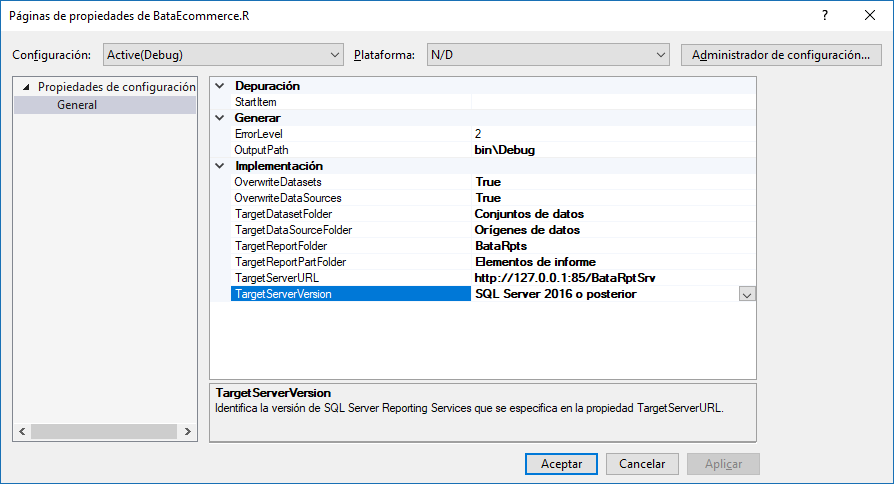 Páginas de propiedades de BataEcommerce.R
?
Configuración: Active(Debug) Plataforma: N/D Administrador de configuración...
Propiedades de configuración
General
Depuración
StartItem
Generar
ErrorLevel 2
OutputPath bin\Debug
Implementación
OverwriteDatasets True
OverwriteDataSources True
TargetDatasetFolder Conjuntos de datos
TargetDataSourceFolder Orígenes de datos
TargetReportFolder BataRpts
TargetReportPartFolder Elementos de informe
TargetServerURL http://127.0.0.1:85/BataRptSrv
TargetServerVersion SQL Server 2016 o posterior
TargetServerVersion
Identifica la versión de SQL Server Reporting Services que se especifica en la propiedad TargetServerURL.
Aceptar Cancelar Aplicar